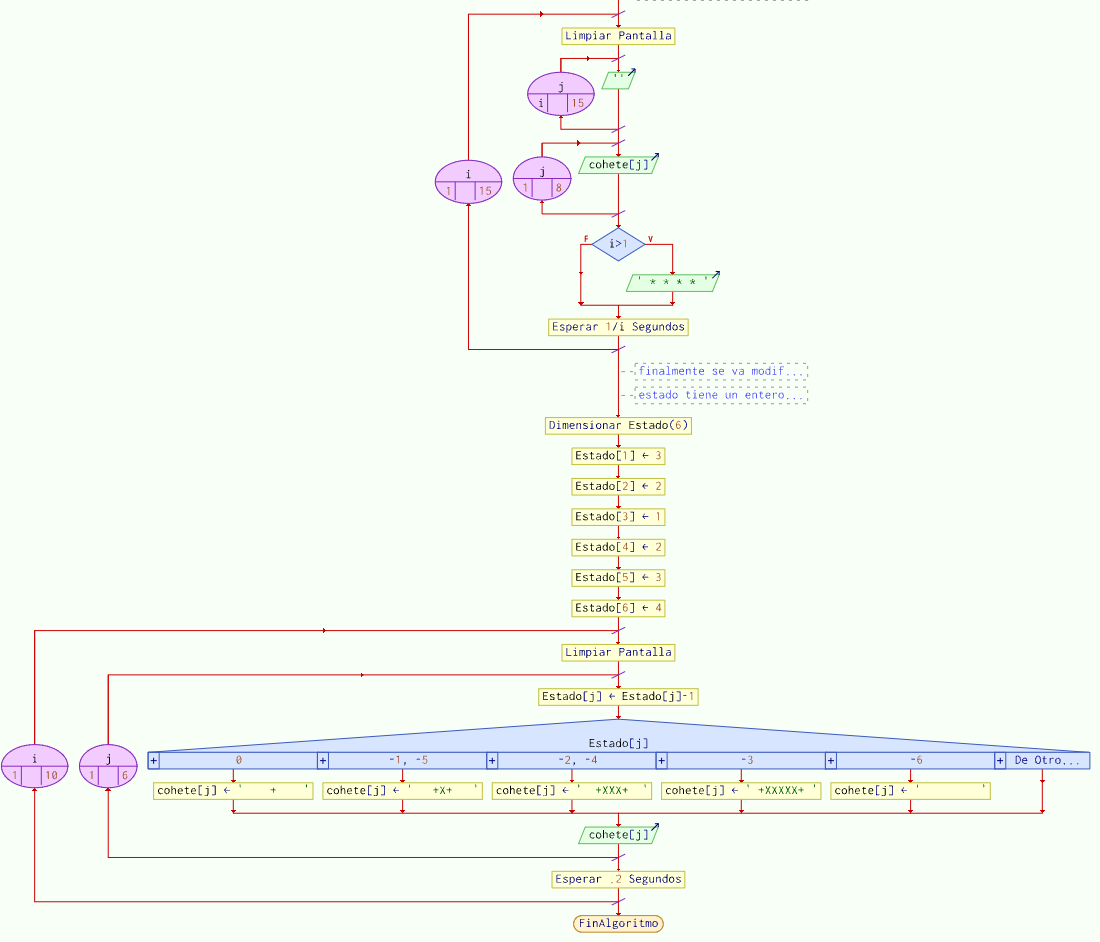 Limpiar Pantalla
j
i 15
''
cohete[j]
i
1 15
j
1 8
F i>1 V
' * * * * '
Esperar 1/i Segundos
finalmente se va modif...
estado tiene un entero...
Dimensionar Estado(6)
Estado[1] ← 3
Estado[2] ← 2
Estado[3] ← 1
Estado[4] ← 2
Estado[5] ← 3
Estado[6] ← 4
Limpiar Pantalla
Estado[j] ← Estado[j]-1
Estado[j]
i
1 10
j
1 6
+ 0 + -1, -5 + -2, -4 + -3 + -6 + De Otro...
cohete[j] ← '    +    ' cohete[j] ← '   +X+   ' cohete[j] ← '  +XXX+  ' cohete[j] ← ' +XXXXX+ ' cohete[j] ← '         '
cohete[j]
Esperar .2 Segundos
FinAlgoritmo